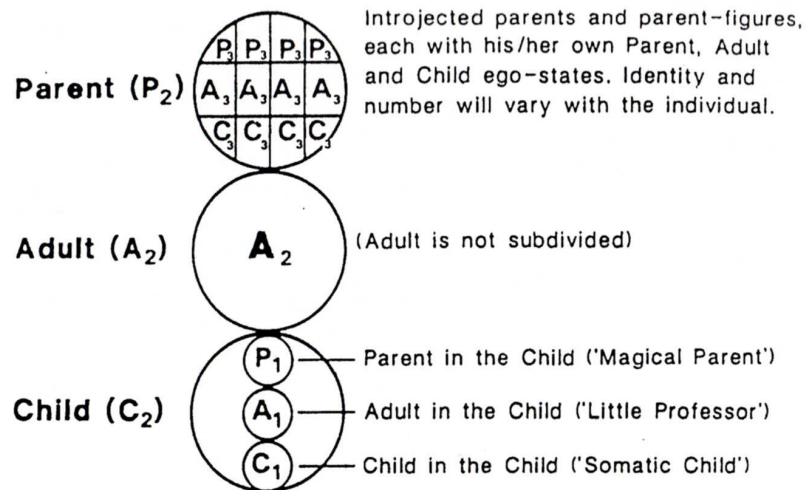 Introjected parents and parent-figures,
each with his/her own Parent, Adult
and Child ego-states. Identity and
number will vary with the individual.
Parent (P₂)
P₃ P₃ P₃ P₃
A₃ A₃ A₃ A₃
C₃ C₃ C₃ C₃
Adult (A₂)
A₂
(Adult is not subdivided)
Child (C₂)
P₁
Parent in the Child ('Magical Parent')
A₁
Adult in the Child ('Little Professor')
C₁
Child in the Child ('Somatic Child')